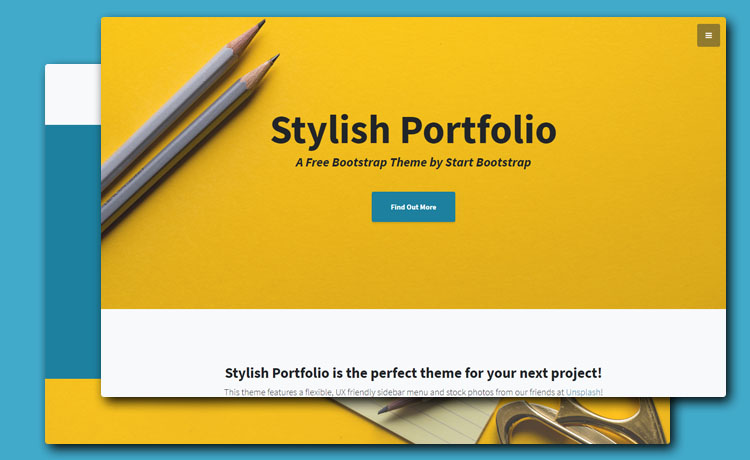 Stylish Portfolio
A Free Bootstrap Theme by Start Bootstrap
Find Out More
Stylish Portfolio is the perfect theme for your next project!
This theme features a flexible, UX friendly sidebar menu and stock photos from our friends at Unsplash!